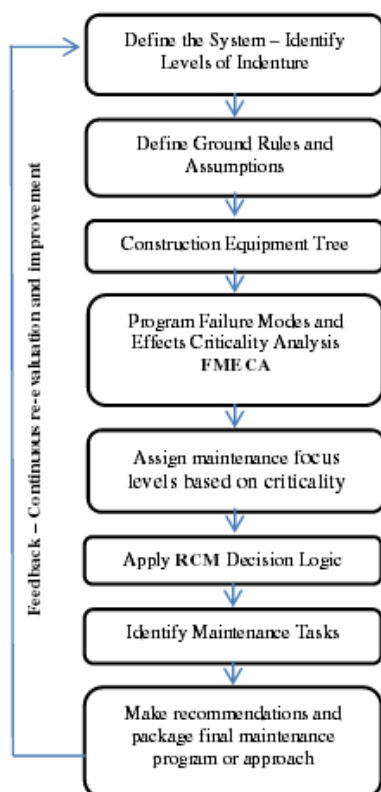 Define the System – Identify
Levels of Indenture
Define Ground Rules and
Assumptions
Construction Equipment Tree
Program Failure Modes and
Effects Criticality Analysis
FMECA
Assign maintenance focus
levels based on criticality
Apply RCM Decision Logic
Identify Maintenance Tasks
Make recommendations and
package final maintenance
program or approach
Feedback – Continuous re-evaluation and improvement